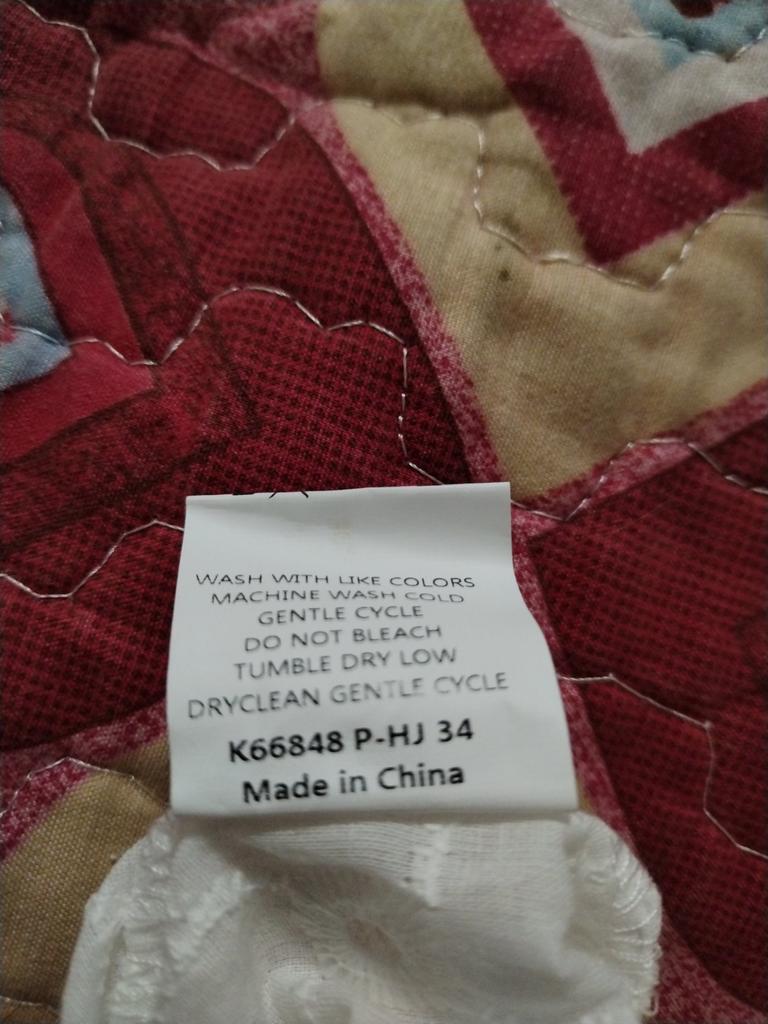 WASH WITH LIKE COLORS
MACHINE WASH COLD
GENTLE CYCLE
DO NOT BLEACH
TUMBLE DRY LOW
DRYCLEAN GENTLE CYCLE
K66848 P-HJ 34
Made in China